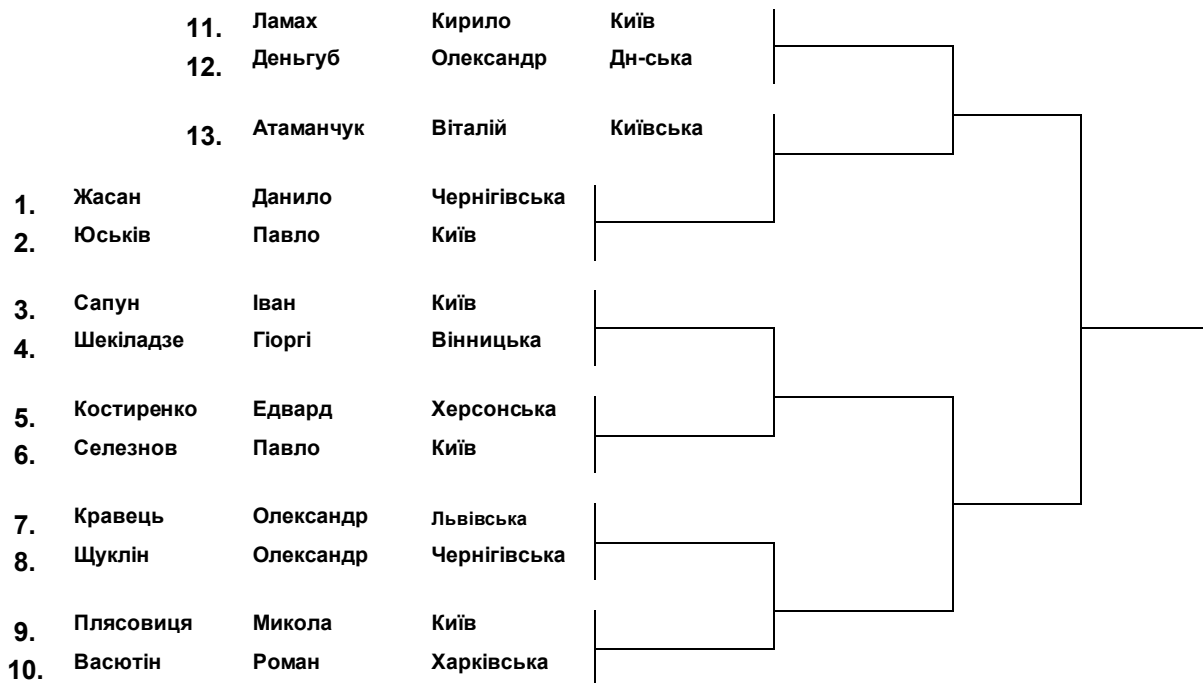 11. Ламах Кирило Київ
12. Деньгуб Олександр Дн-ська
13. Атаманчук Віталій Київська
1. Жасан Данило Чернігівська
2. Юськів Павло Київ
3. Сапун Іван Київ
4. Шекіладзе Гіоргі Вінницька
5. Костиренко Едвард Херсонська
6. Селезнов Павло Київ
7. Кравець Олександр Львівська
8. Щуклін Олександр Чернігівська
9. Плясовиця Микола Київ
10. Васютін Роман Харківська